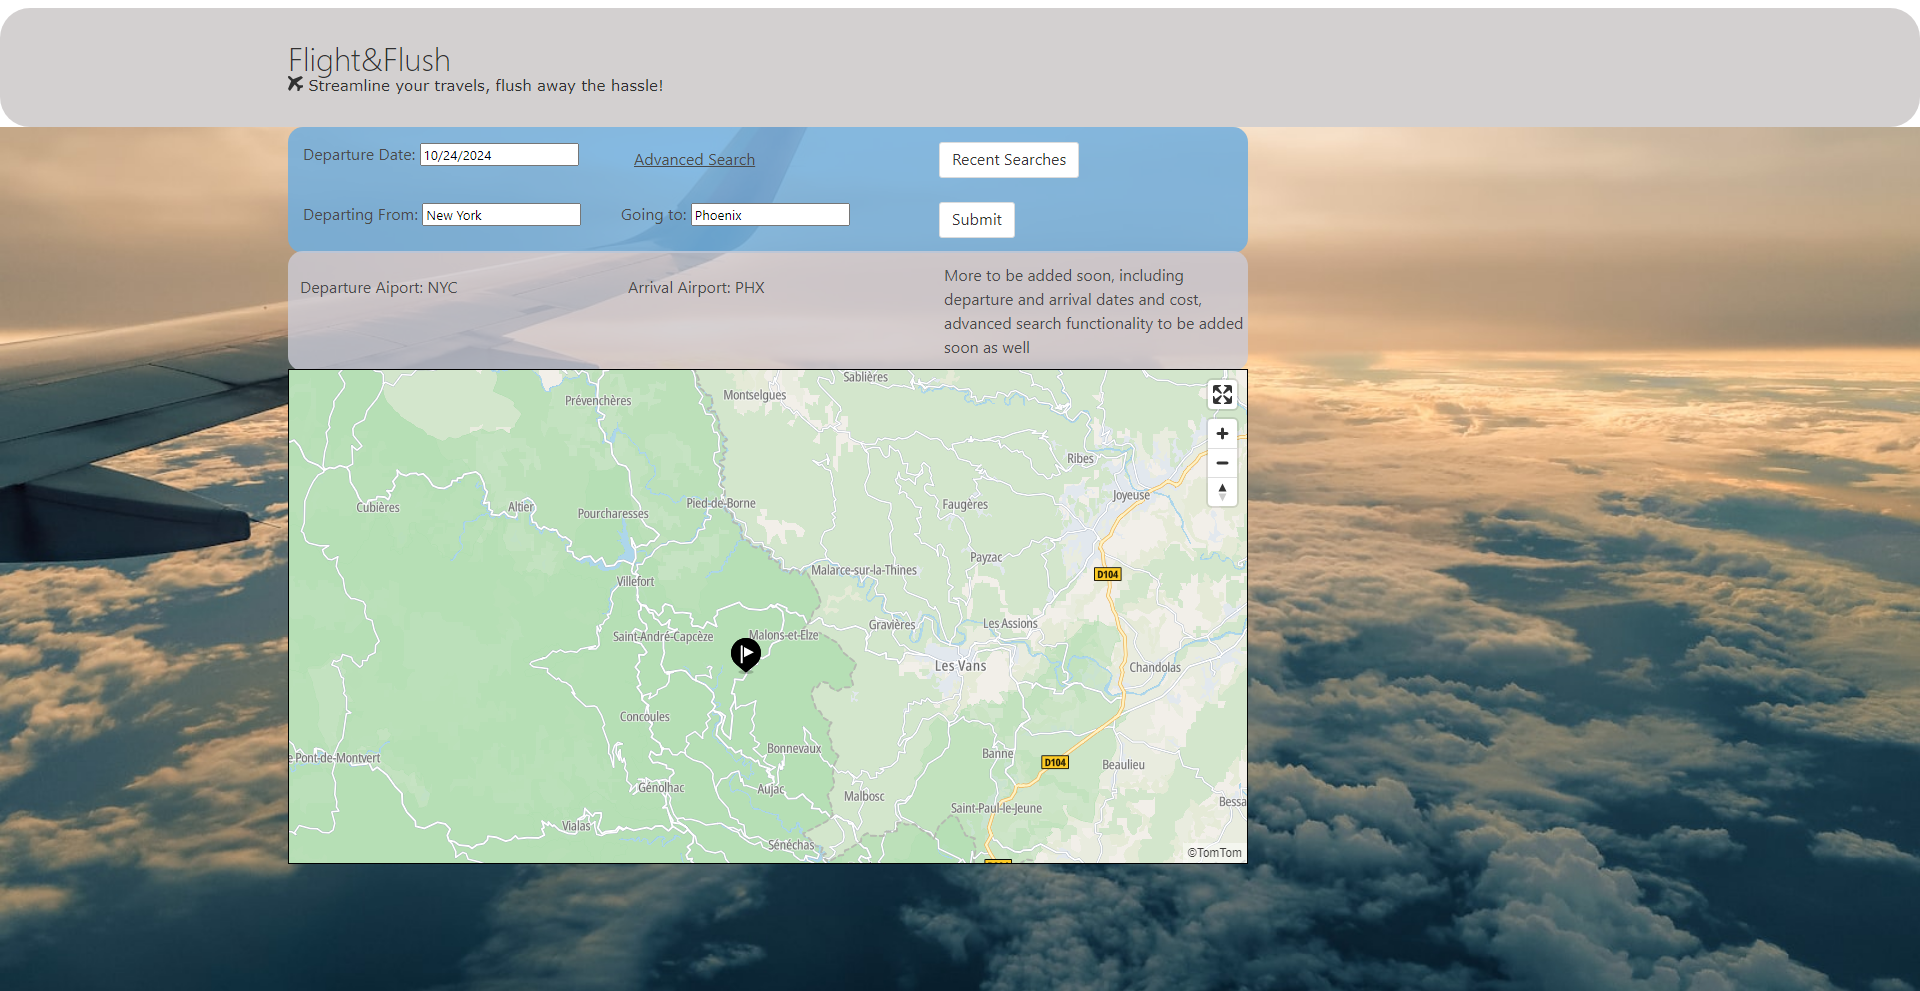 Flight&Flush
Streamline your travels, flush away the hassle!
Departure Date: 10/24/2024
Advanced Search
Recent Searches
Departing From: New York
Going to: Phoenix
Submit
Departure Aiport: NYC
Arrival Airport: PHX
More to be added soon, including
departure and arrival dates and cost,
advanced search functionality to be added
soon as well
Sablières
Prévenchères
Montselgues
Ribes
Joyeuse
Cubières
Altier
Pourcharesses
Pied-de-Borne
Faugères
Payzac
Malarce-sur-la-Thines
D104
Villefort
Saint-André-Capcèze
Malons-et-Elze
Gravières
Les Assions
Les Vans
Chandolas
Concoules
Bonnevaux
e Pont-de-Montvert
Banne
D104
Beaulieu
Génolhac
Aujac
Malbosc
Saint-Paul-le-Jeune
Bessa
Vialas
Sénéchas
©TomTom